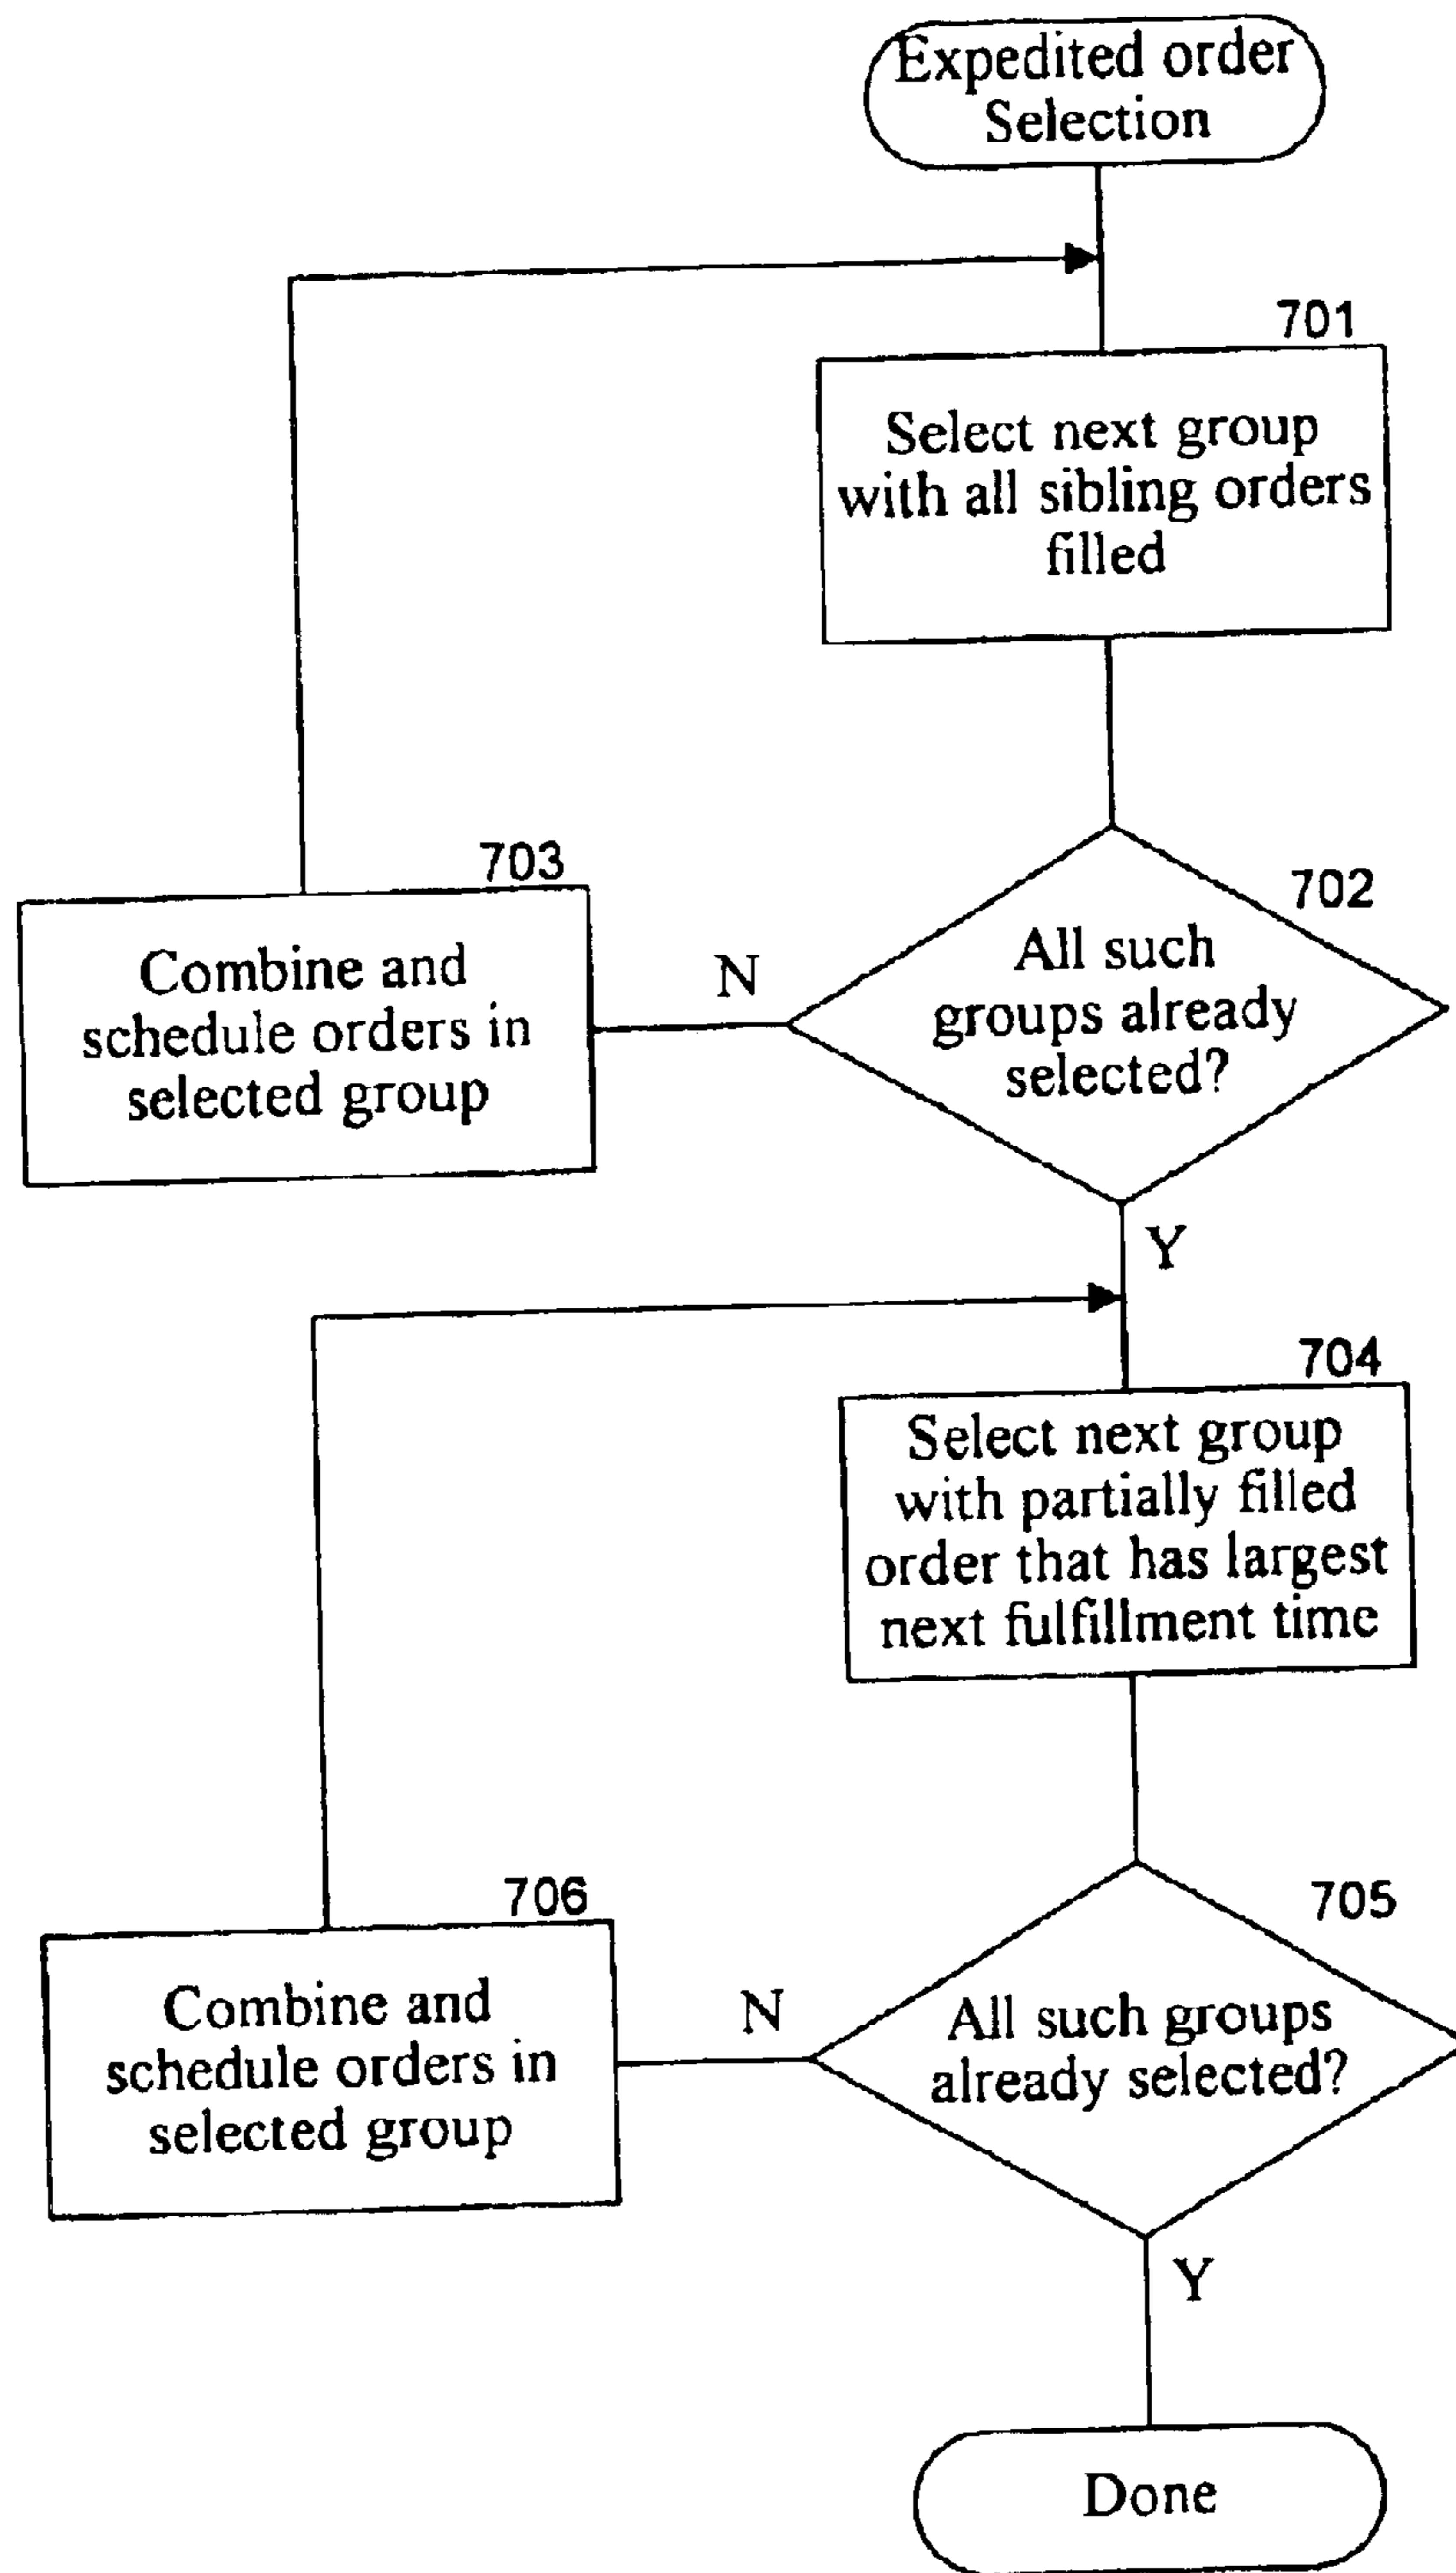 Expedited order
Selection
701
Select next group
with all sibling orders
filled
702
All such
groups already
selected?
N
703
Combine and
schedule orders in
selected group
Y
704
Select next group
with partially filled
order that has largest
next fulfillment time
705
All such groups
already selected?
N
706
Combine and
schedule orders in
selected group
Y
Done